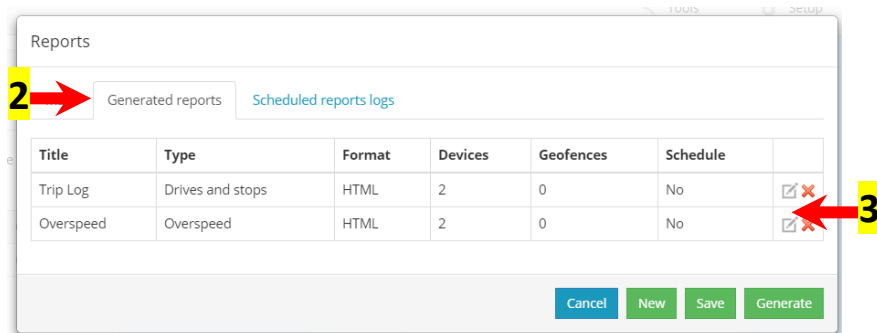 Tools Setup
Reports
2 Generated reports Scheduled reports logs
Title Type Format Devices Geofences Schedule
Trip Log Drives and stops HTML 2 0 No
3
Overspeed Overspeed HTML 2 0 No
Cancel New Save Generate